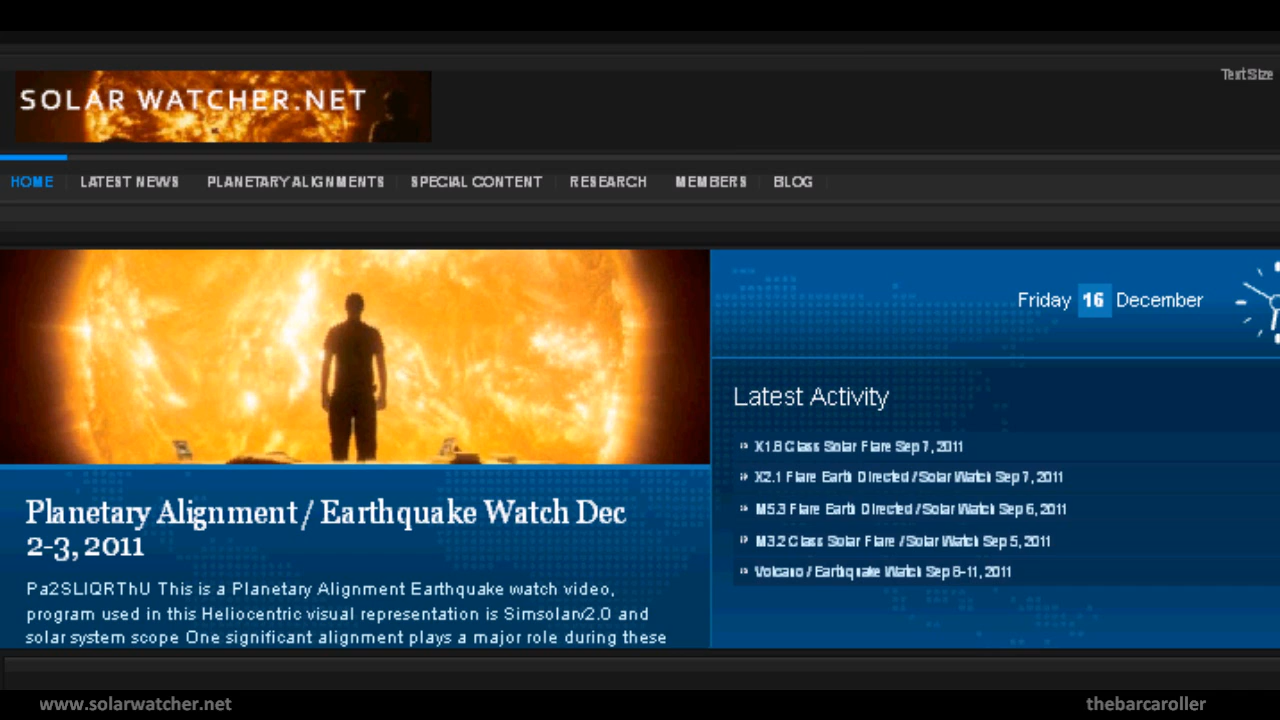 Text Size
SOLAR WATCHER.NET
HOME LATEST NEWS PLANETARY ALIGNMENTS SPECIAL CONTENT RESEARCH MEMBERS BLOG
Friday 16 December
Latest Activity
» X1.8 Class Solar Flare Sep 7, 2011
» X2.1 Flare Earth Directed / Solar Watch Sep 7, 2011
» M5.3 Flare Earth Directed / Solar Watch Sep 6, 2011
» M3.2 Class Solar Flare / Solar Watch Sep 5, 2011
» Volcano / Earthquake Watch Sep 8-11, 2011
Planetary Alignment / Earthquake Watch Dec
2-3, 2011
Pa2SLIQRThU This is a Planetary Alignment Earthquake watch video,
program used in this Heliocentric visual representation is Simsolarv2.0 and
solar system scope One significant alignment plays a major role during these
www.solarwatcher.net
thebarcaroller